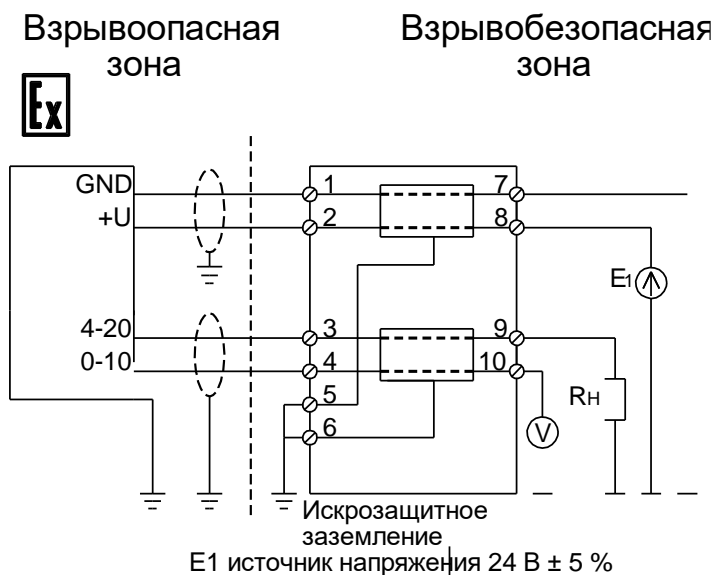 Взрывоопасная Взрывобезопасная
зона зона
Ex
GND 1 7
+U 2 8
E1
4-20 3 9
0-10 4 10
5 Rн
6 V
Искрозащитное
заземление
E1 источник напряжения 24 В ± 5 %